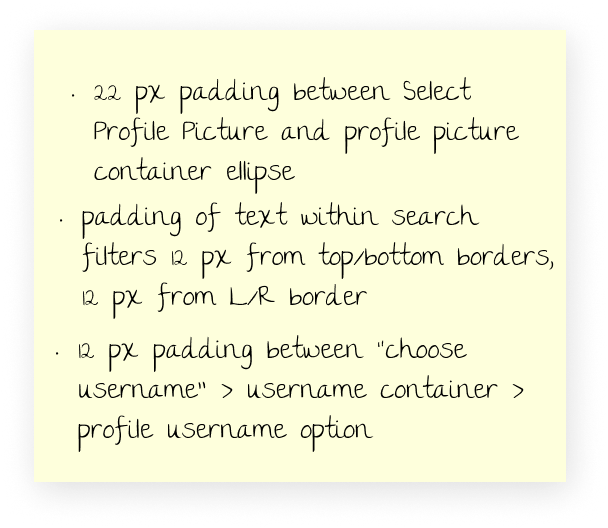 · 22 px padding between Select
Profile Picture and profile picture
container ellipse
· padding of text within search
filters 12 px from top/bottom borders,
12 px from L/R border
· 12 px padding between "choose
username" > username container >
profile username option